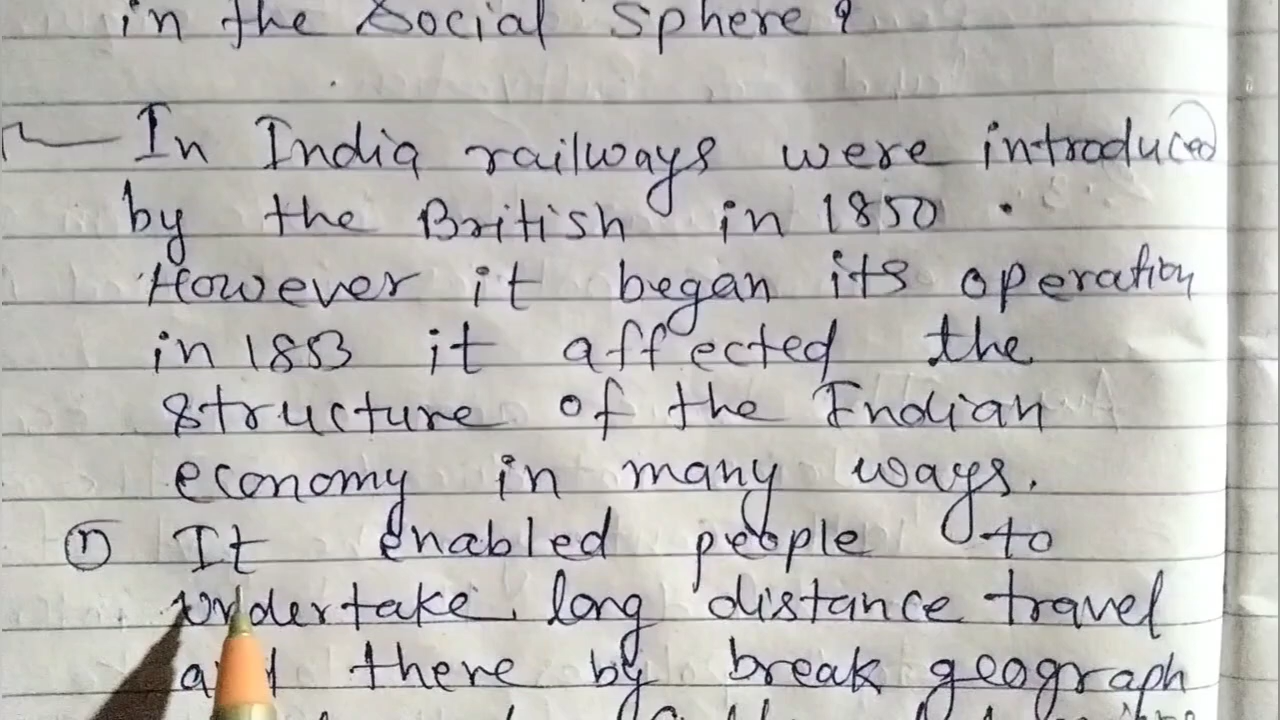 in the Social Sphere ?
In India railways were introduced
by the British in 1850 .
However it began its operation
in 1853 it affected the
structure of the Indian
economy in many ways.
① It enabled people to
undertake long distance travel
and there by break geograph